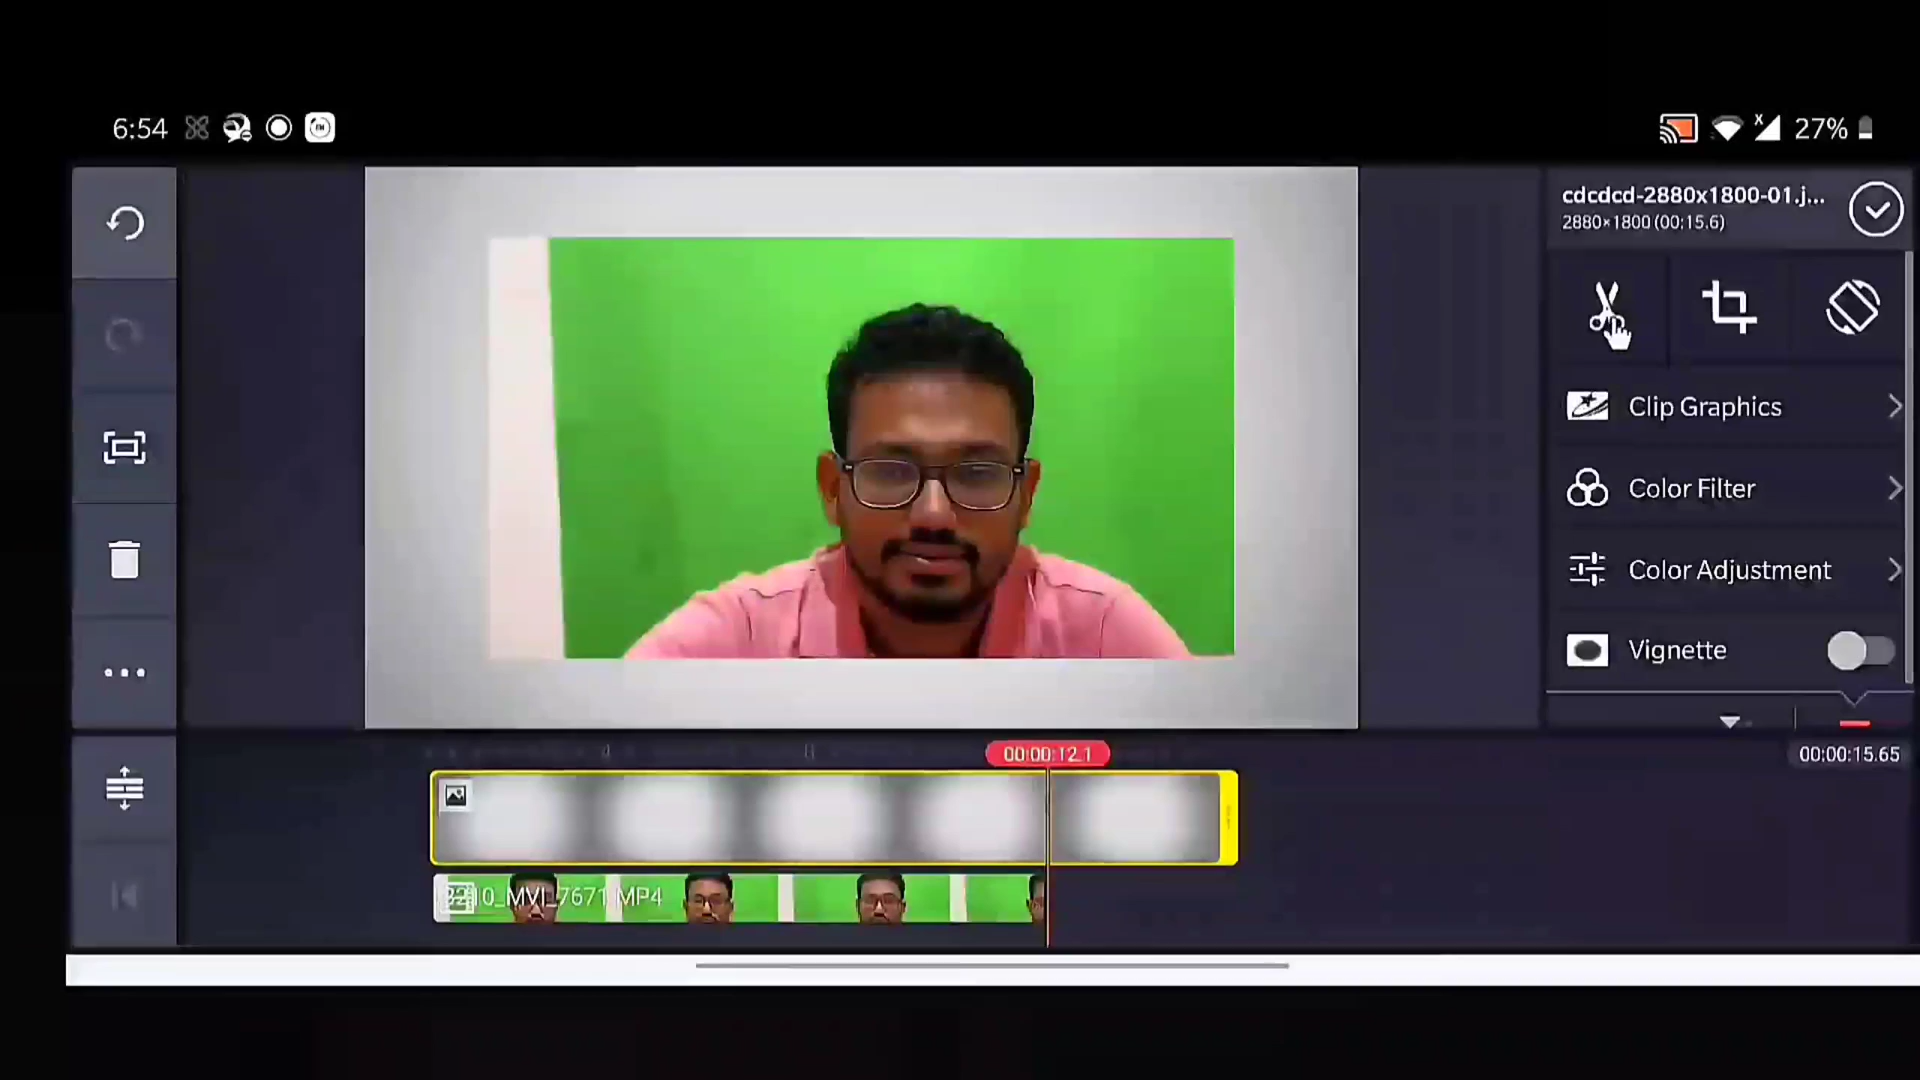 6:54
27%
cdcdcd-2880x1800-01.j...
2880×1800 (00:15.6)
Clip Graphics
Color Filter
Color Adjustment
Vignette
00:00:12.1
00:00:15.65
10_MVI_7671.MP4